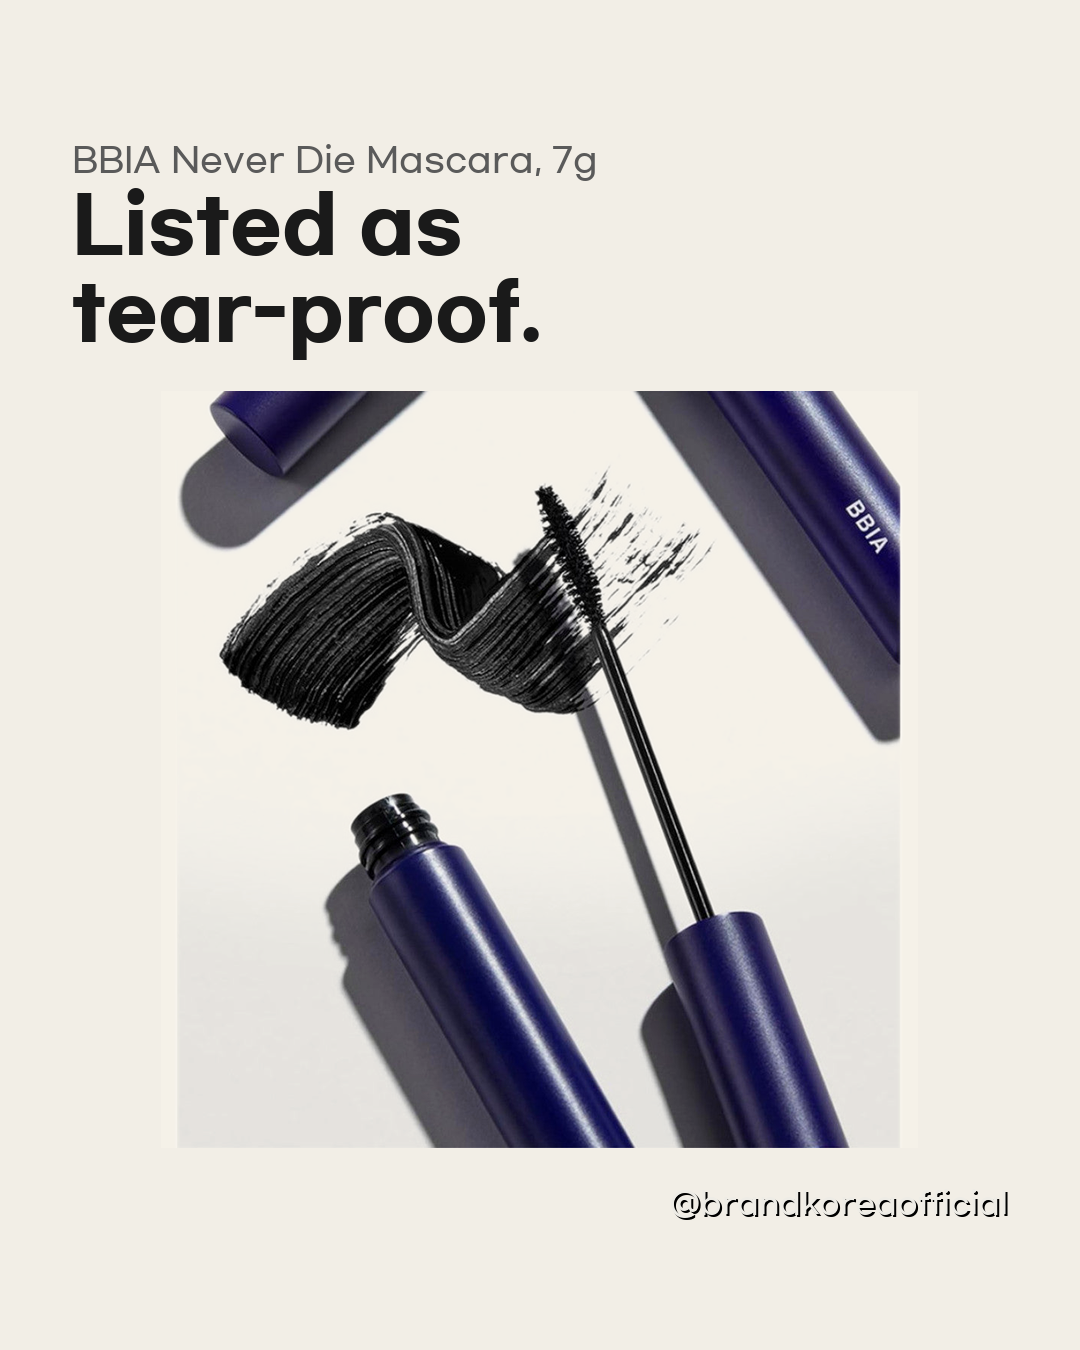 BBIA Never Die Mascara, 7g
Listed as
tear-proof.
BBIA
@brandkoreaofficial